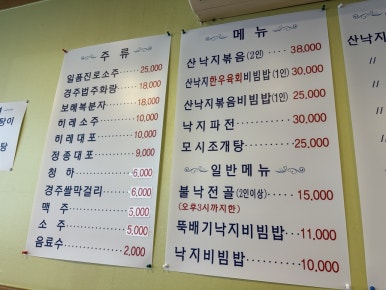 주 류
일품진로소주······25,000
경주법주화랑······18,000
보해복분자········18,000
히레소주········10,000
히레대포········10,000
정종대포········9,000
청 하········6,000
경주쌀막걸리······6,000
맥 주········5,000
소 주········5,000
음료수········2,000
메 뉴
산낙지볶음(2인)······38,000
산낙지한우육회비빔밥(1인) 30,000
산낙지볶음비빔밥(1인)···25,000
낙지파전········30,000
모시조개탕········25,000
일반메뉴
불낙전골(2인이상)····15,000
(오후3시까지한)
뚝배기낙지비빔밥···11,000
낙지비빔밥········10,000
산낙지
탕